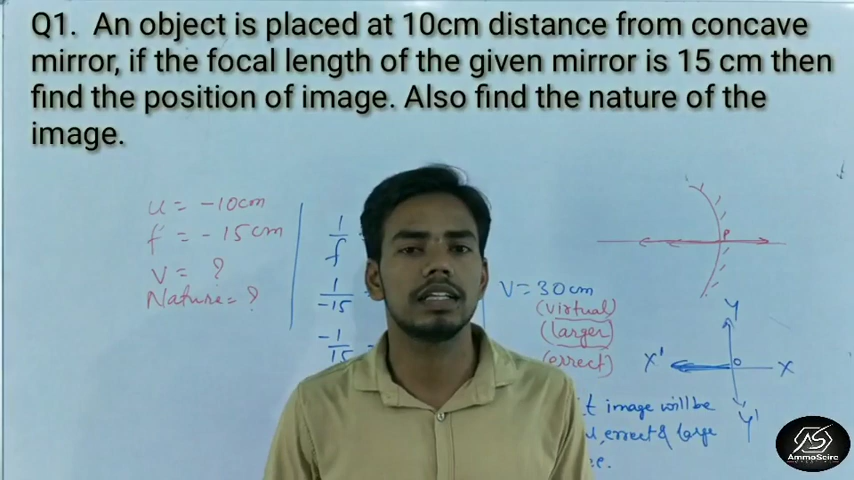 Q1. An object is placed at 10cm distance from concave
mirror, if the focal length of the given mirror is 15 cm then
find the position of image. Also find the nature of the
image.
u = -10cm
f = - 15cm
v = ?
Nature = ?
1/f
1/-15
-1/15
V = 30cm
(virtual)
(larger)
(errect)
image will be
errect & large
P
Y
X' O X
Y'
AS
AmmoSeirc